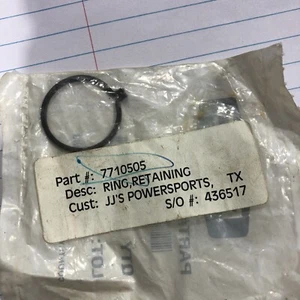 Part #: 7710505
Desc: RING,RETAINING
Cust: JJ'S POWERSPORTS, TX
S/O #: 436517